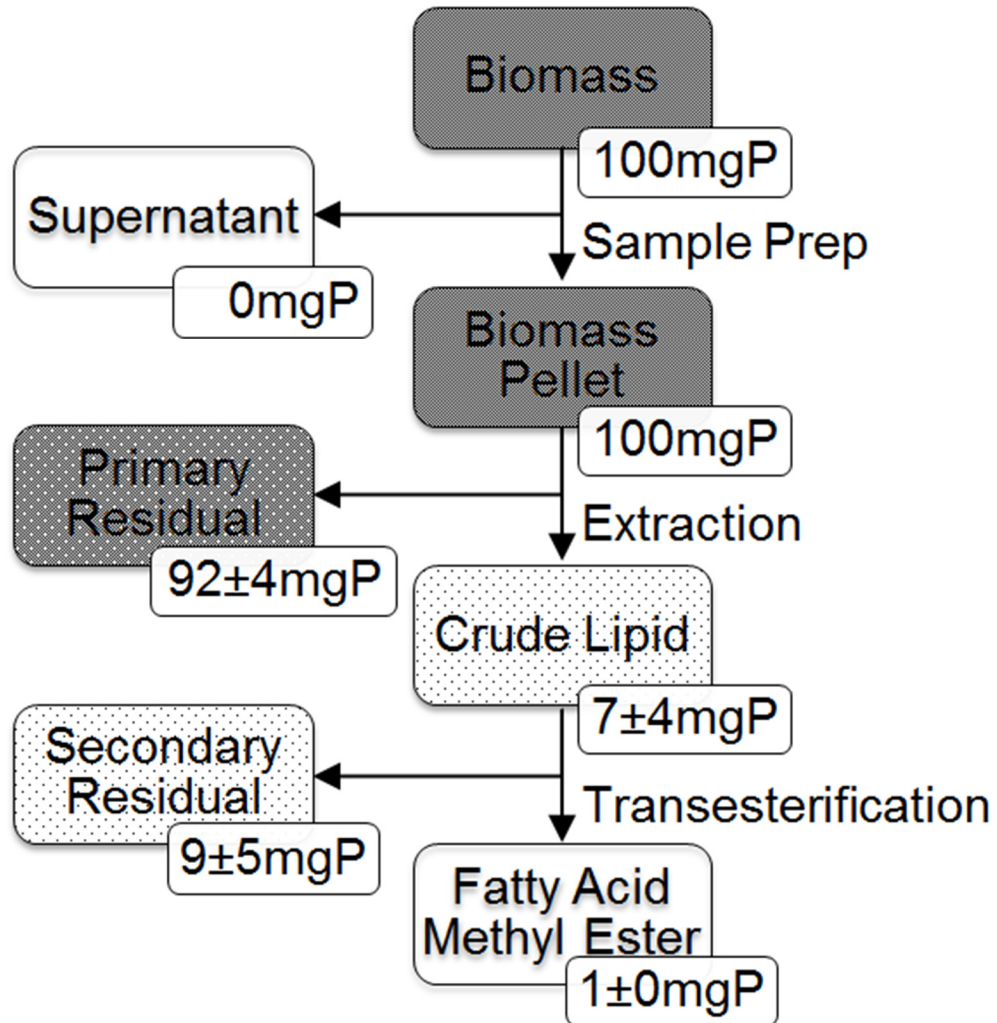 Biomass
100mgP
Supernatant
0mgP
Sample Prep
Biomass
Pellet
100mgP
Primary
Residual
92±4mgP
Extraction
Crude Lipid
7±4mgP
Secondary
Residual
9±5mgP
Transesterification
Fatty Acid
Methyl Ester
1±0mgP